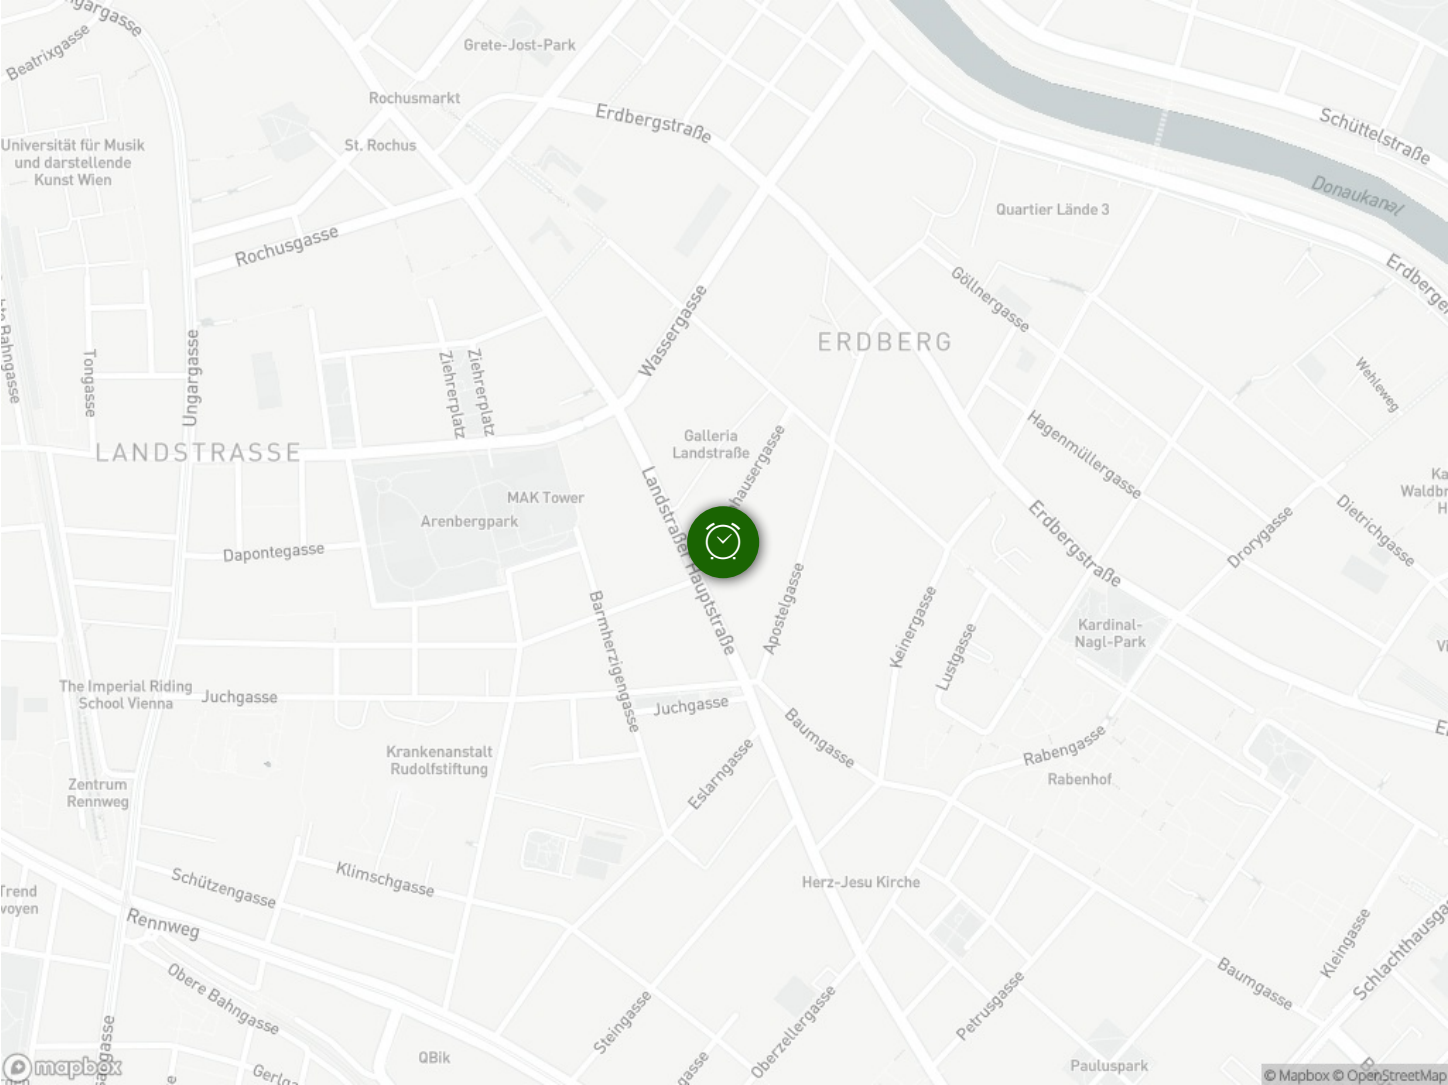 Beatrixgasse
Grete-Jost-Park
Rochusmarkt
Erdbergstraße
Schüttelstraße
St. Rochus
Universität für Musik
und darstellende
Kunst Wien
Donaukanal
Quartier Lände 3
Rochusgasse
Göllnergasse
Wassergasse
ERDBERG
Ungargasse
Tongasse
Ziehrerplatz
Ziehrerplatz
Wehleweg
LANDSTRASSE
Galleria
Landstraße
Hagenmüllergasse
MAK Tower
Arenbergpark
Landstraßer Hauptstraße
Erdbergstraße
Drorygasse
Dietrichgasse
Dapontegasse
Barmherzigengasse
Apostelgasse
Keinergasse
Lustgasse
Kardinal-
Nagl-Park
The Imperial Riding
School Vienna
Juchgasse
Juchgasse
Baumgasse
Krankenanstalt
Rudolfstiftung
Eslarngasse
Rabengasse
Rabenhof
Zentrum
Rennweg
Schützengasse
Klimschgasse
Herz-Jesu Kirche
Trend
Rennweg
Obere Bahngasse
Steingasse
Oberzellergasse
Petrusgasse
Baumgasse
Kleingasse
QBik
Pauluspark
mapbox
© Mapbox © OpenStreetMap